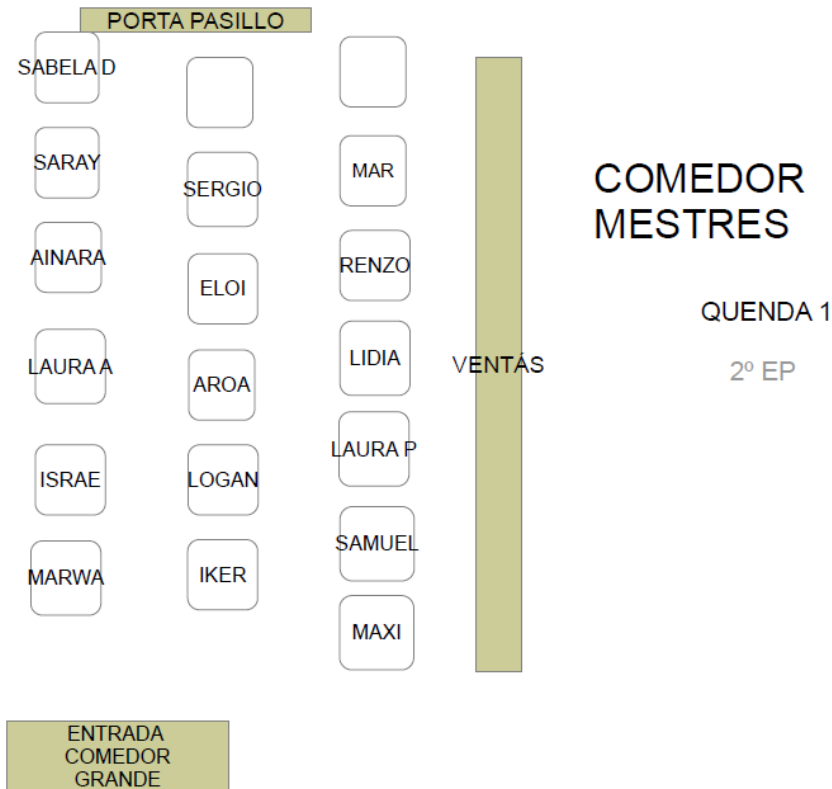 PORTA PASILLO
SABELA D
SARAY
SERGIO
MAR
AINARA
ELOI
RENZO
LAURA A
AROA
LIDIA
LAURA P
ISRAE
LOGAN
SAMUEL
MARWA
IKER
MAXI
VENTÁS
COMEDOR
MESTRES
QUENDA 1
2º EP
ENTRADA
COMEDOR
GRANDE